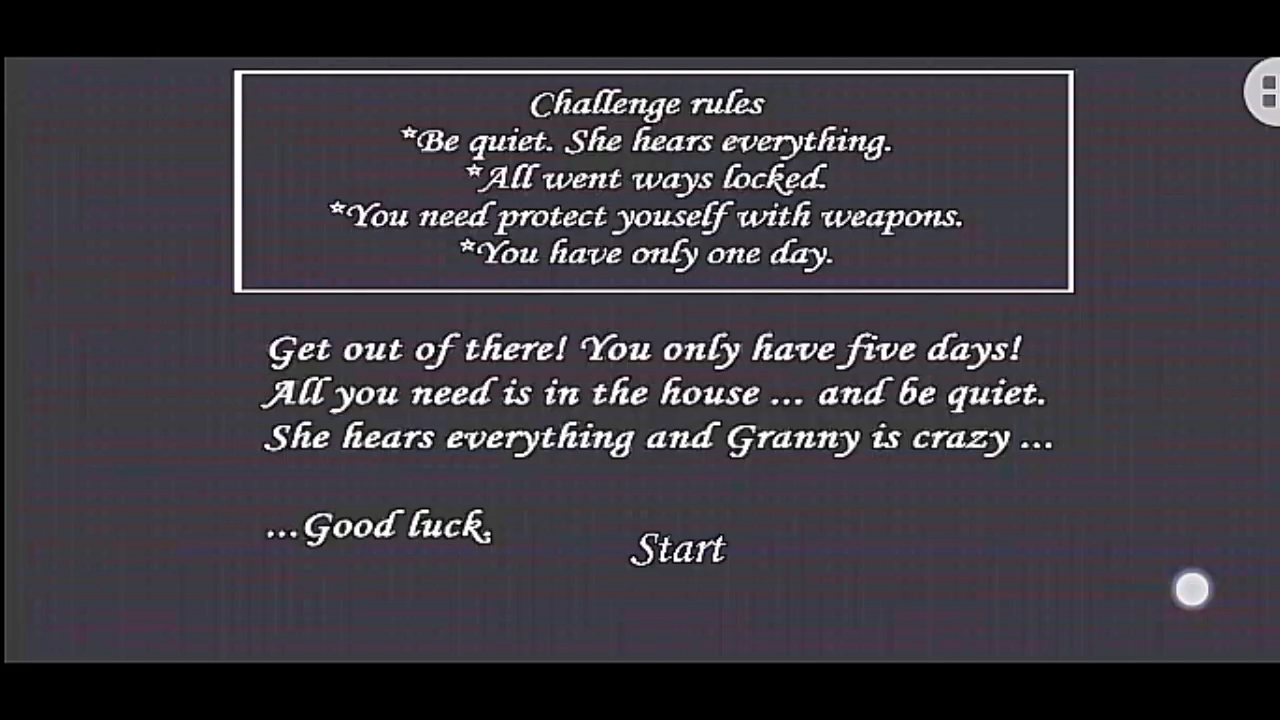 Challenge rules
*Be quiet. She hears everything.
*All went ways locked.
*You need protect youself with weapons.
*You have only one day.
Get out of there! You only have five days!
All you need is in the house ... and be quiet.
She hears everything and Granny is crazy ...
...Good luck.
Start